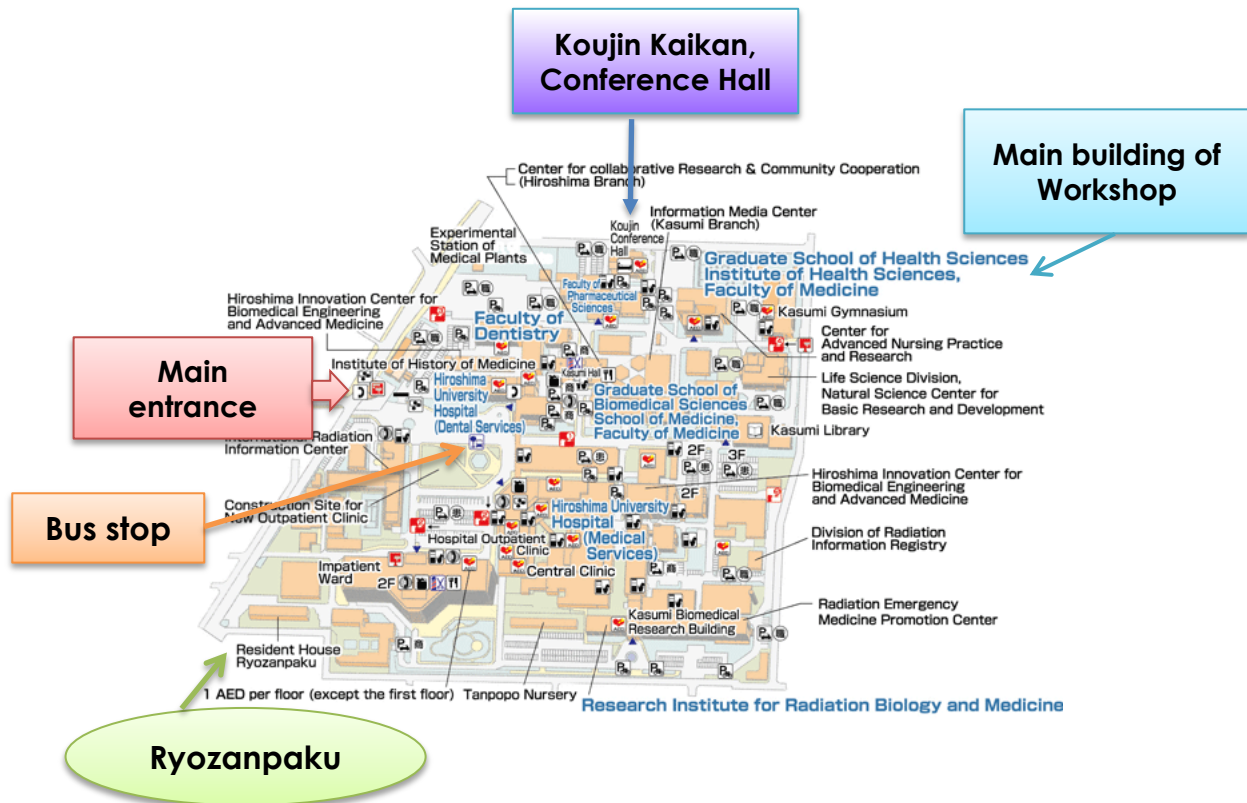 Koujin Kaikan,
Conference Hall
Main building of
Workshop
Center for collaborative Research & Community Cooperation
(Hiroshima Branch)
Information Media Center
(Kasumi Branch)
Koujin
Conference
Hall
Experimental
Station of
Medical Plants
Graduate School of Health Sciences
Institute of Health Sciences,
Faculty of Medicine
Faculty of
Pharmaceutical
Sciences
Hiroshima Innovation Center for
Biomedical Engineering
and Advanced Medicine
Faculty of
Dentistry
Kasumi Gymnasium
Center for
Advanced Nursing Practice
and Research
Main
entrance
Institute of History of Medicine
Kasumi Hall
Hiroshima
University
Hospital
(Dental Services)
Graduate School of
Biomedical Sciences
School of Medicine,
Faculty of Medicine
Life Science Division,
Natural Science Center for
Basic Research and Development
Kasumi Library
International Radiation
Information Center
2F
3F
2F
Hiroshima Innovation Center for
Biomedical Engineering
and Advanced Medicine
Bus stop
Construction Site for
New Outpatient Clinic
Hiroshima University
Hospital
(Medical
Services)
Hospital Outpatient
Clinic
Central Clinic
Division of Radiation
Information Registry
Impatient
Ward
2F
Kasumi Biomedical
Research Building
Radiation Emergency
Medicine Promotion Center
Resident House
Ryozanpaku
1 AED per floor (except the first floor)
Tanpopo Nursery
Research Institute for Radiation Biology and Medicine
Ryozanpaku